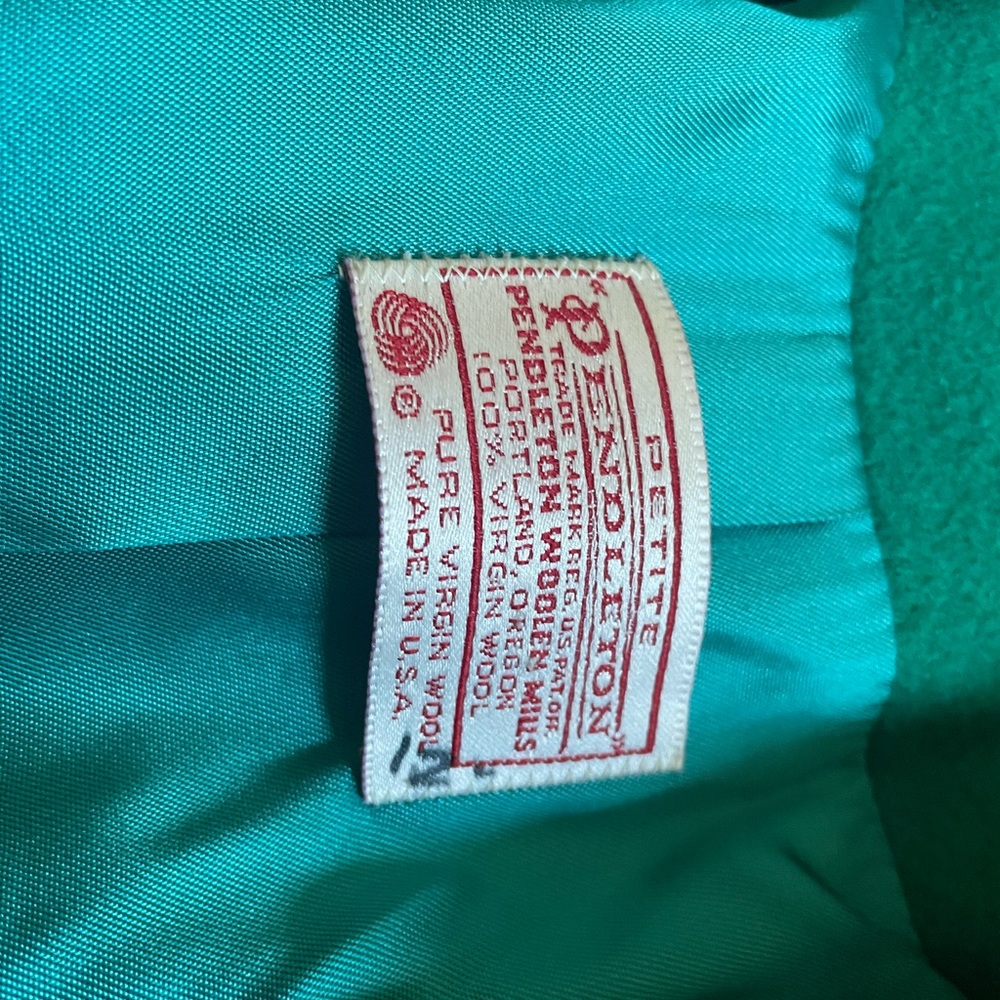 PETITE
"PENDLETON"
TRADE MARK REG. U.S. PAT. OFF.
PENDLETON WOOLEN MILLS
PORTLAND, OREGON
100% VIRGIN WOOL
PURE VIRGIN WOOL
© MADE IN U.S.A.